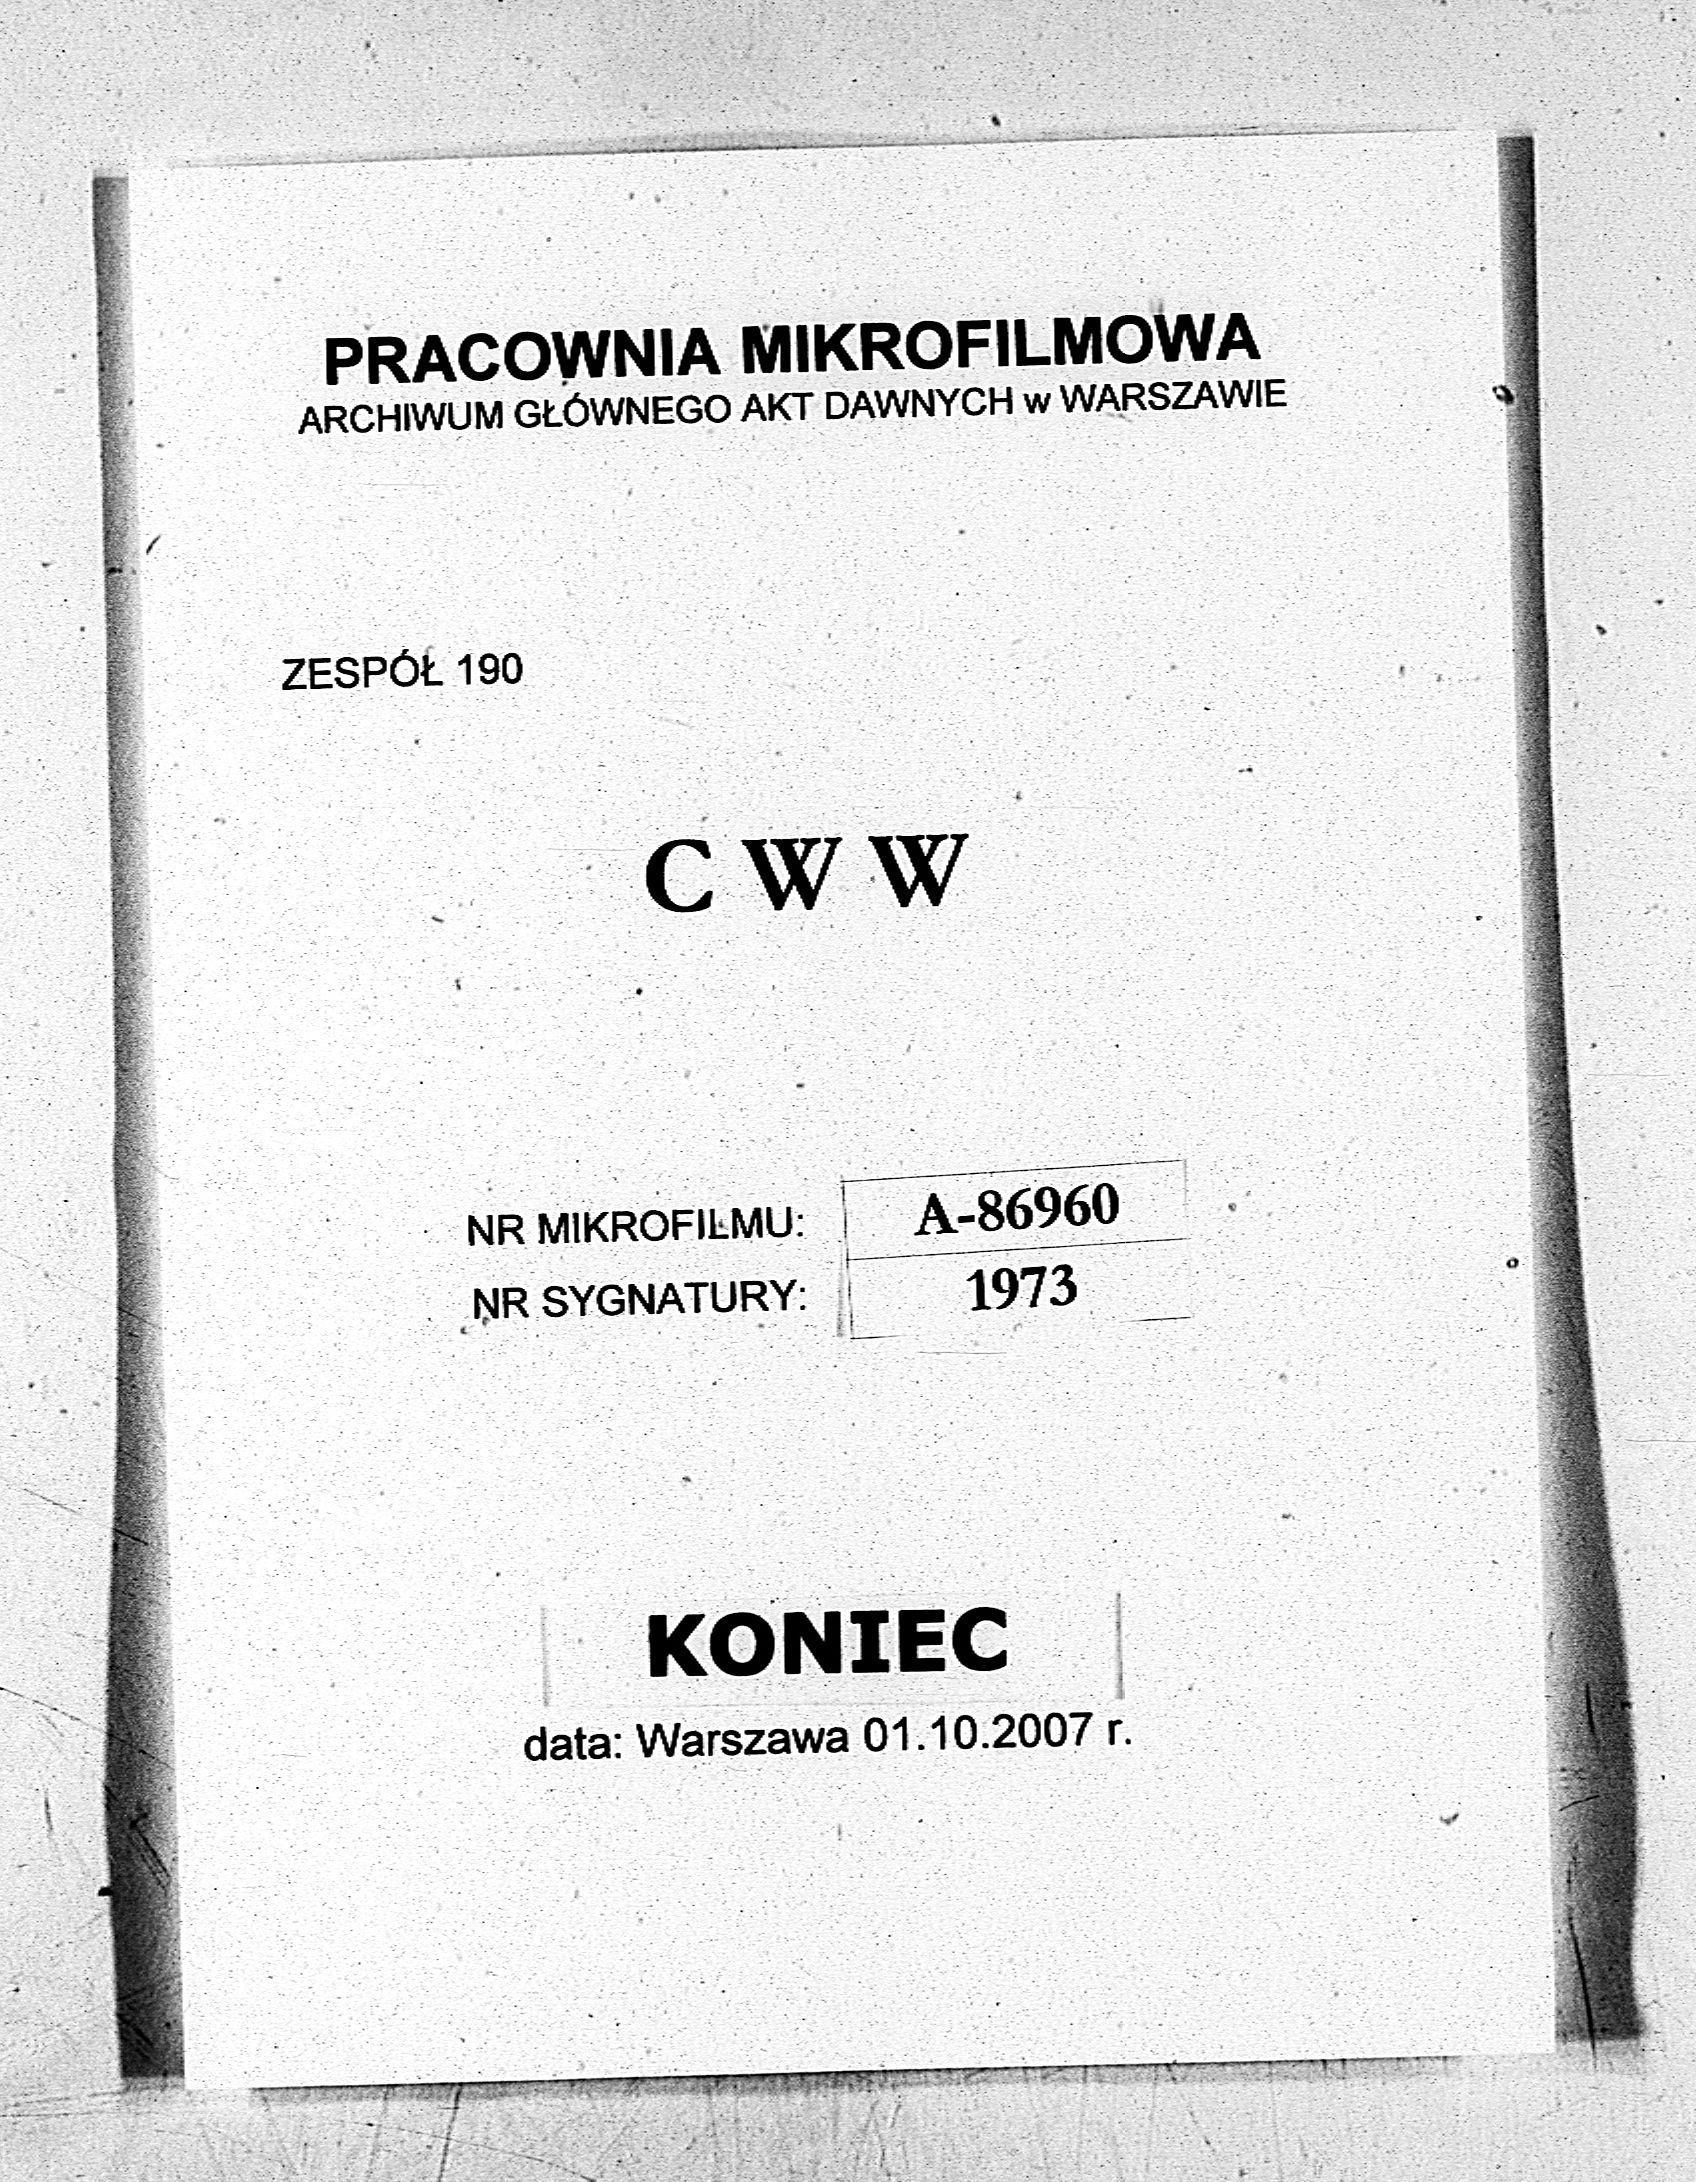 PRACOWNIA MIKROFILMOWA
ARCHIWUM GŁÓWNEGO AKT DAWNYCH w WARSZAWIE
ZESPÓŁ 190
C W W
NR MIKROFILMU: A-86960
NR SYGNATURY: 1973
KONIEC
data: Warszawa 01.10.2007 r.